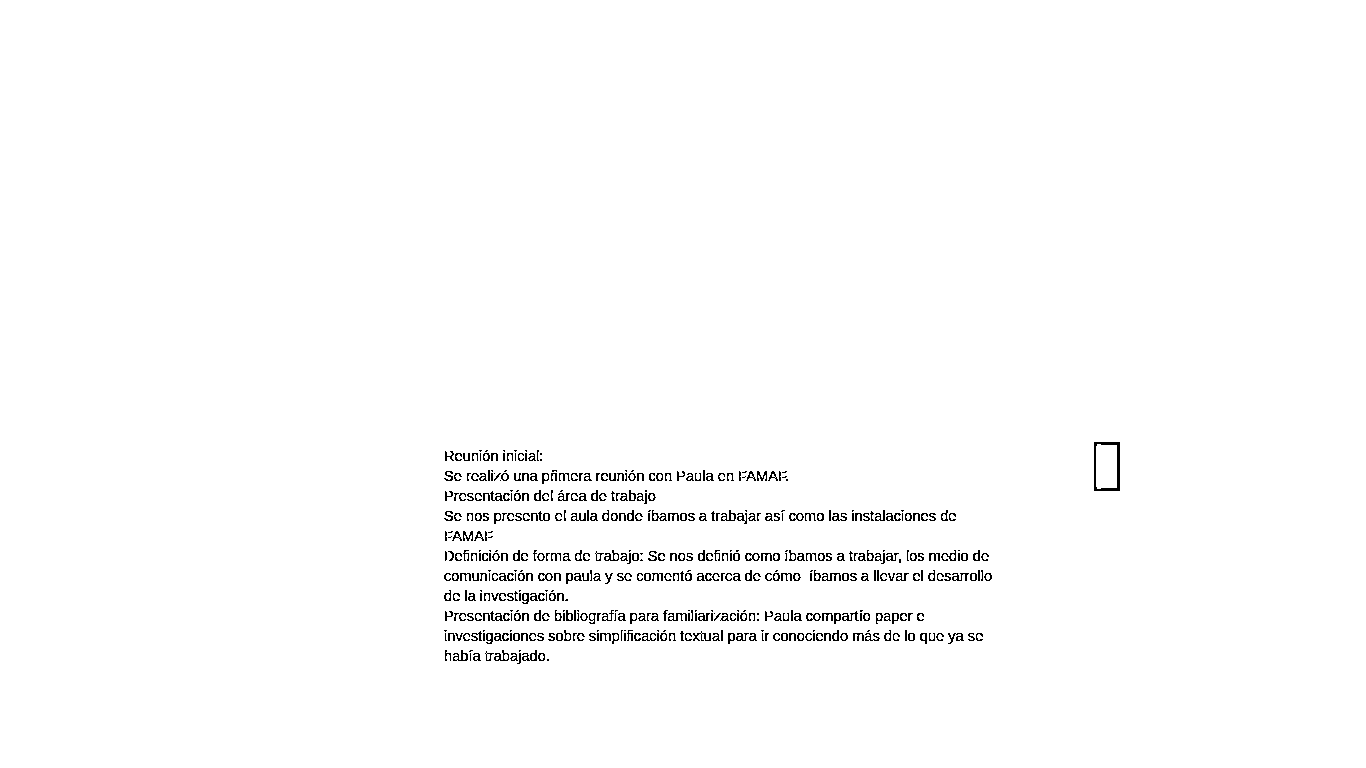 Reunión inicial:
Se realizó una primera reunión con Paula en FAMAF.
Presentación del área de trabajo
Se nos presento el aula donde íbamos a trabajar así como las instalaciones de
FAMAF
Definición de forma de trabajo: Se nos definió como íbamos a trabajar, los medio de
comunicación con paula y se comentó acerca de cómo  íbamos a llevar el desarrollo
de la investigación.
Presentación de bibliografía para familiarización: Paula compartío paper e
investigaciones sobre simplificación textual para ir conociendo más de lo que ya se
había trabajado.